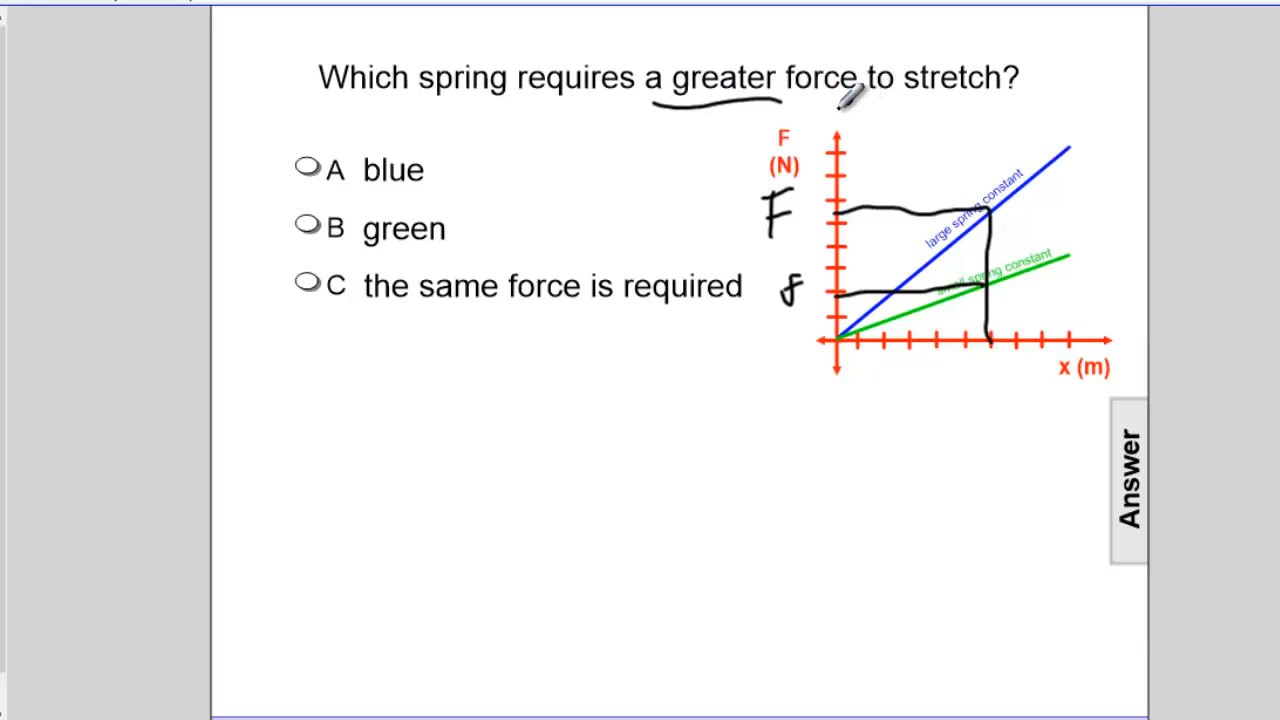 Which spring requires a greater force to stretch?
A blue
B green
C the same force is required
F
(N)
F
f
large spring constant
small spring constant
x (m)
Answer